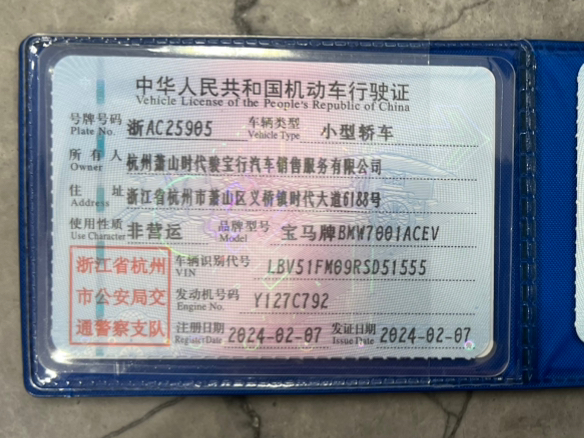 中华人民共和国机动车行驶证
Vehicle License of the People's Republic of China
号牌号码 Plate No. 浙AC25905 车辆类型 Vehicle Type 小型轿车
所有人 Owner 杭州萧山时代骏宝行汽车销售服务有限公司
住址 Address 浙江省杭州市萧山区义桥镇时代大道6188号
使用性质 Use Character 非营运 品牌型号 Model 宝马牌BMW7001ACEV
浙江省杭州市公安局交通警察支队
车辆识别代号 VIN LBV51FM09RSD51555
发动机号码 Engine No. Y127C792
注册日期 Register Date 2024-02-07 发证日期 Issue Date 2024-02-07